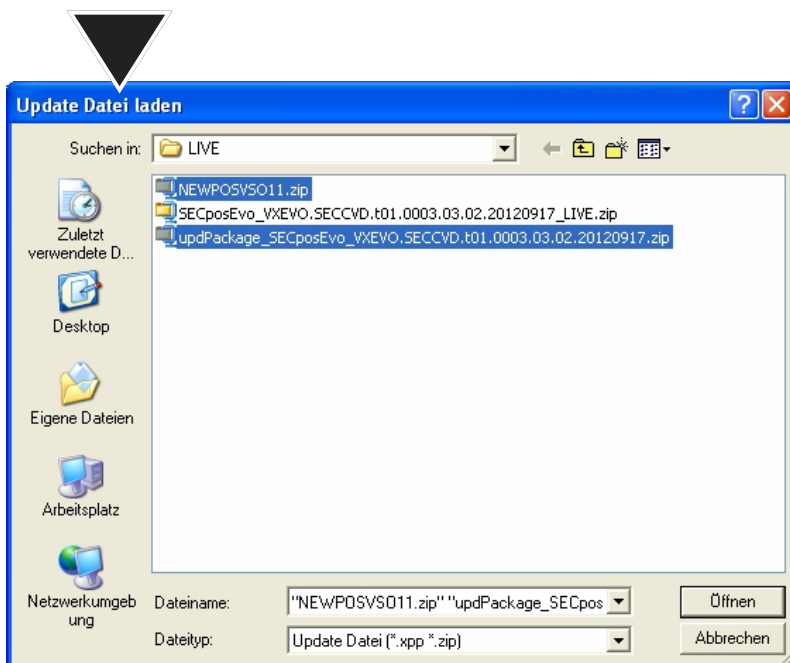 Update Datei laden
Suchen in:
LIVE
NEWPOSVSO11.zip
SECposEvo_VXEVO.SECCVD.t01.0003.03.02.20120917_LIVE.zip
updPackage_SECposEvo_VXEVO.SECCVD.t01.0003.03.02.20120917.zip
Zuletzt
verwendete D...
Desktop
Eigene Dateien
Arbeitsplatz
Netzwerkumgeb
ung
Dateiname:
"NEWPOSVSO11.zip" "updPackage_SECpos
Öffnen
Dateityp:
Update Datei (*.xpp *.zip)
Abbrechen